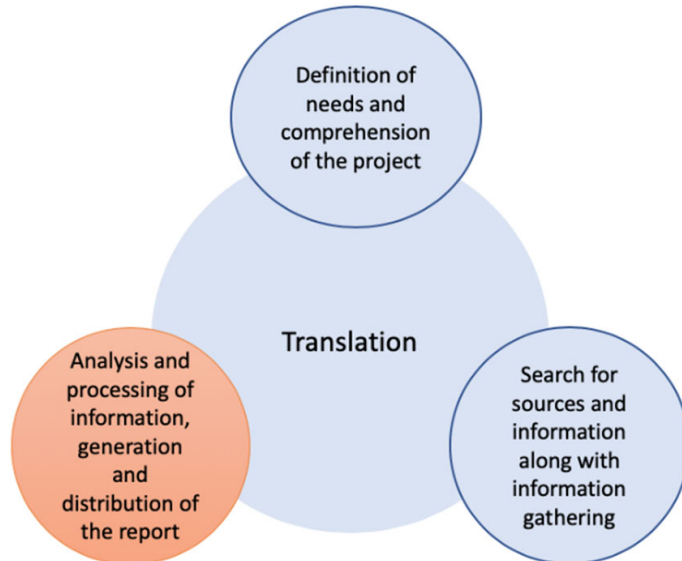 Definition of
needs and
comprehension
of the project
Translation
Analysis and
processing of
information,
generation
and
distribution of
the report
Search for
sources and
information
along with
information
gathering